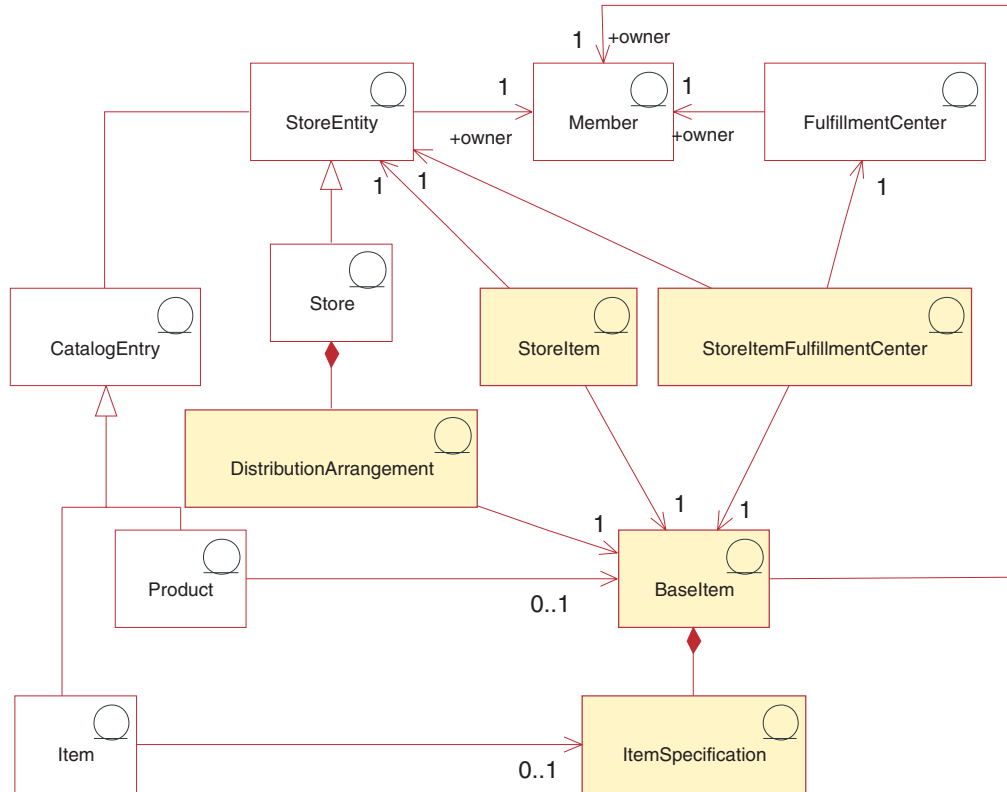 1
+owner
StoreEntity
1
+owner
Member
1
+owner
FulfillmentCenter
1
1
1
Store
CatalogEntry
StoreItem
StoreItemFulfillmentCenter
DistributionArrangement
1
1
1
Product
0..1
BaseItem
Item
0..1
ItemSpecification